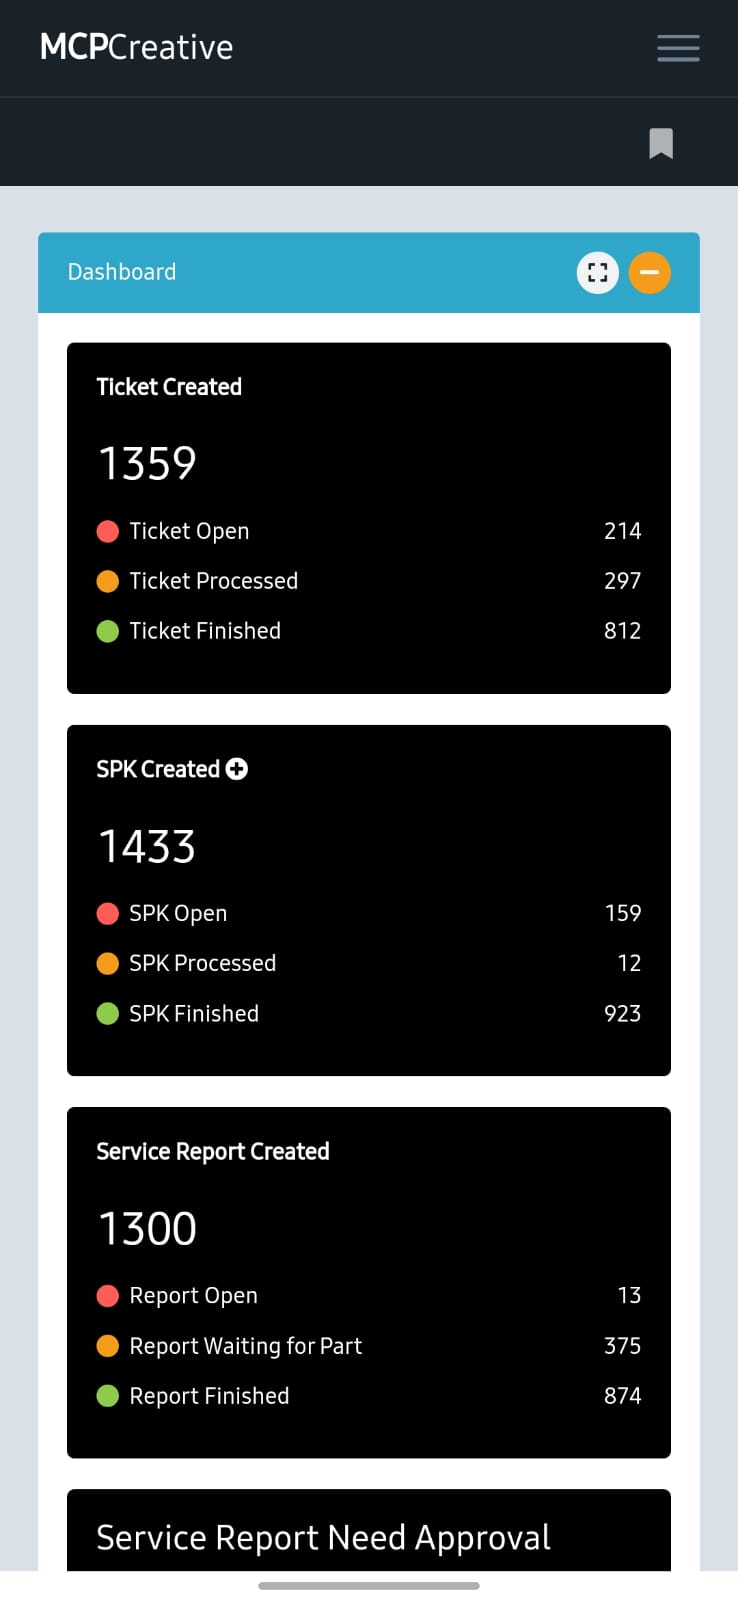 MCPCreative
Dashboard
Ticket Created
1359
Ticket Open 214
Ticket Processed 297
Ticket Finished 812
SPK Created
1433
SPK Open 159
SPK Processed 12
SPK Finished 923
Service Report Created
1300
Report Open 13
Report Waiting for Part 375
Report Finished 874
Service Report Need Approval